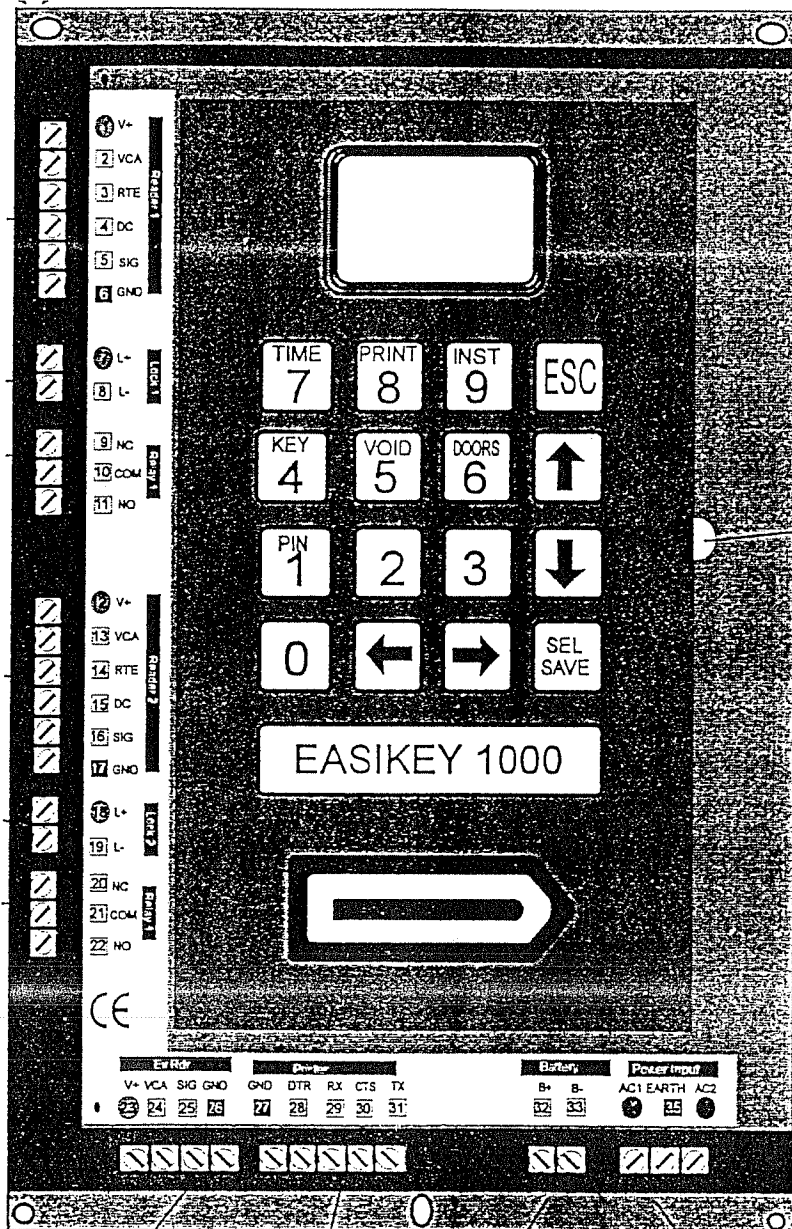 1 V+
2 VCA
3 RTE
4 DC
5 SIG
6 GND
Reader 1
7 L+
8 L-
Lock 1
9 NC
10 COM
11 NO
Relay 1
12 V+
13 VCA
14 RTE
15 DC
16 SIG
17 GND
Reader 2
18 L+
19 L-
Lock 2
20 NC
21 COM
22 NO
Relay 1
CE
TIME PRINT INST
7 8 9 ESC
KEY VOID DOORS
4 5 6
PIN
1 2 3
0 SEL
SAVE
EASIKEY 1000
Ext Rdr Printer Battery Power Input
V+ VCA SIG GND GND DTR RX CTS TX B+ B- AC1 EARTH AC2
23 24 25 26 27 28 29 30 31 32 33 35